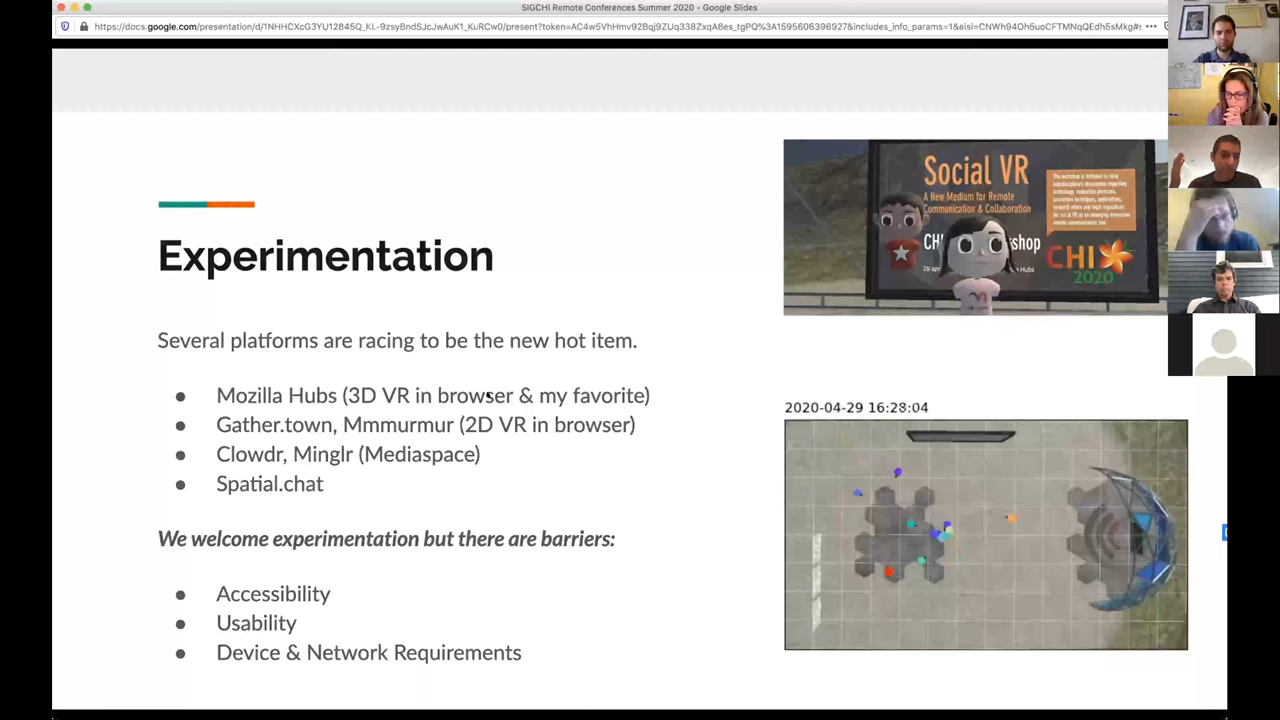 SIGCHI Remote Conferences Summer 2020 - Google Slides
Experimentation
Several platforms are racing to be the new hot item.
● Mozilla Hubs (3D VR in browser & my favorite)
● Gather.town, Mmmurmur (2D VR in browser)
● Clowdr, Minglr (Mediaspace)
● Spatial.chat
We welcome experimentation but there are barriers:
● Accessibility
● Usability
● Device & Network Requirements
Social VR
A New Medium for Remote
Communication & Collaboration
CHI
2020
2020-04-29 16:28:04